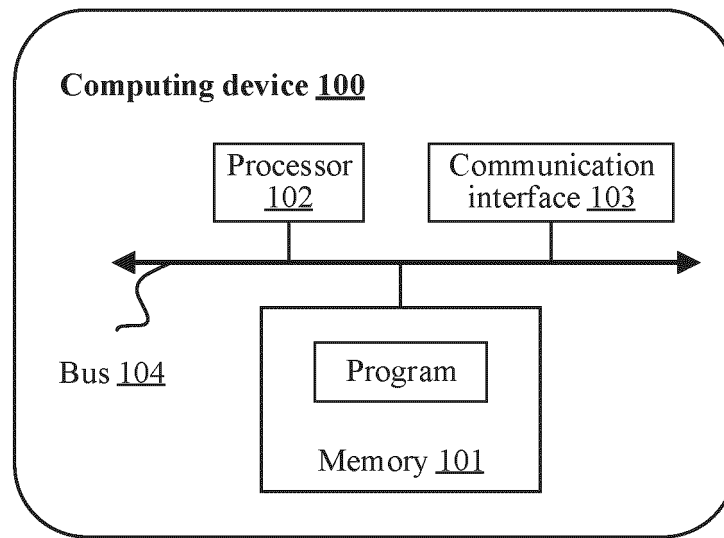 Computing device 100
Processor
102
Communication
interface 103
Bus 104
Program
Memory 101